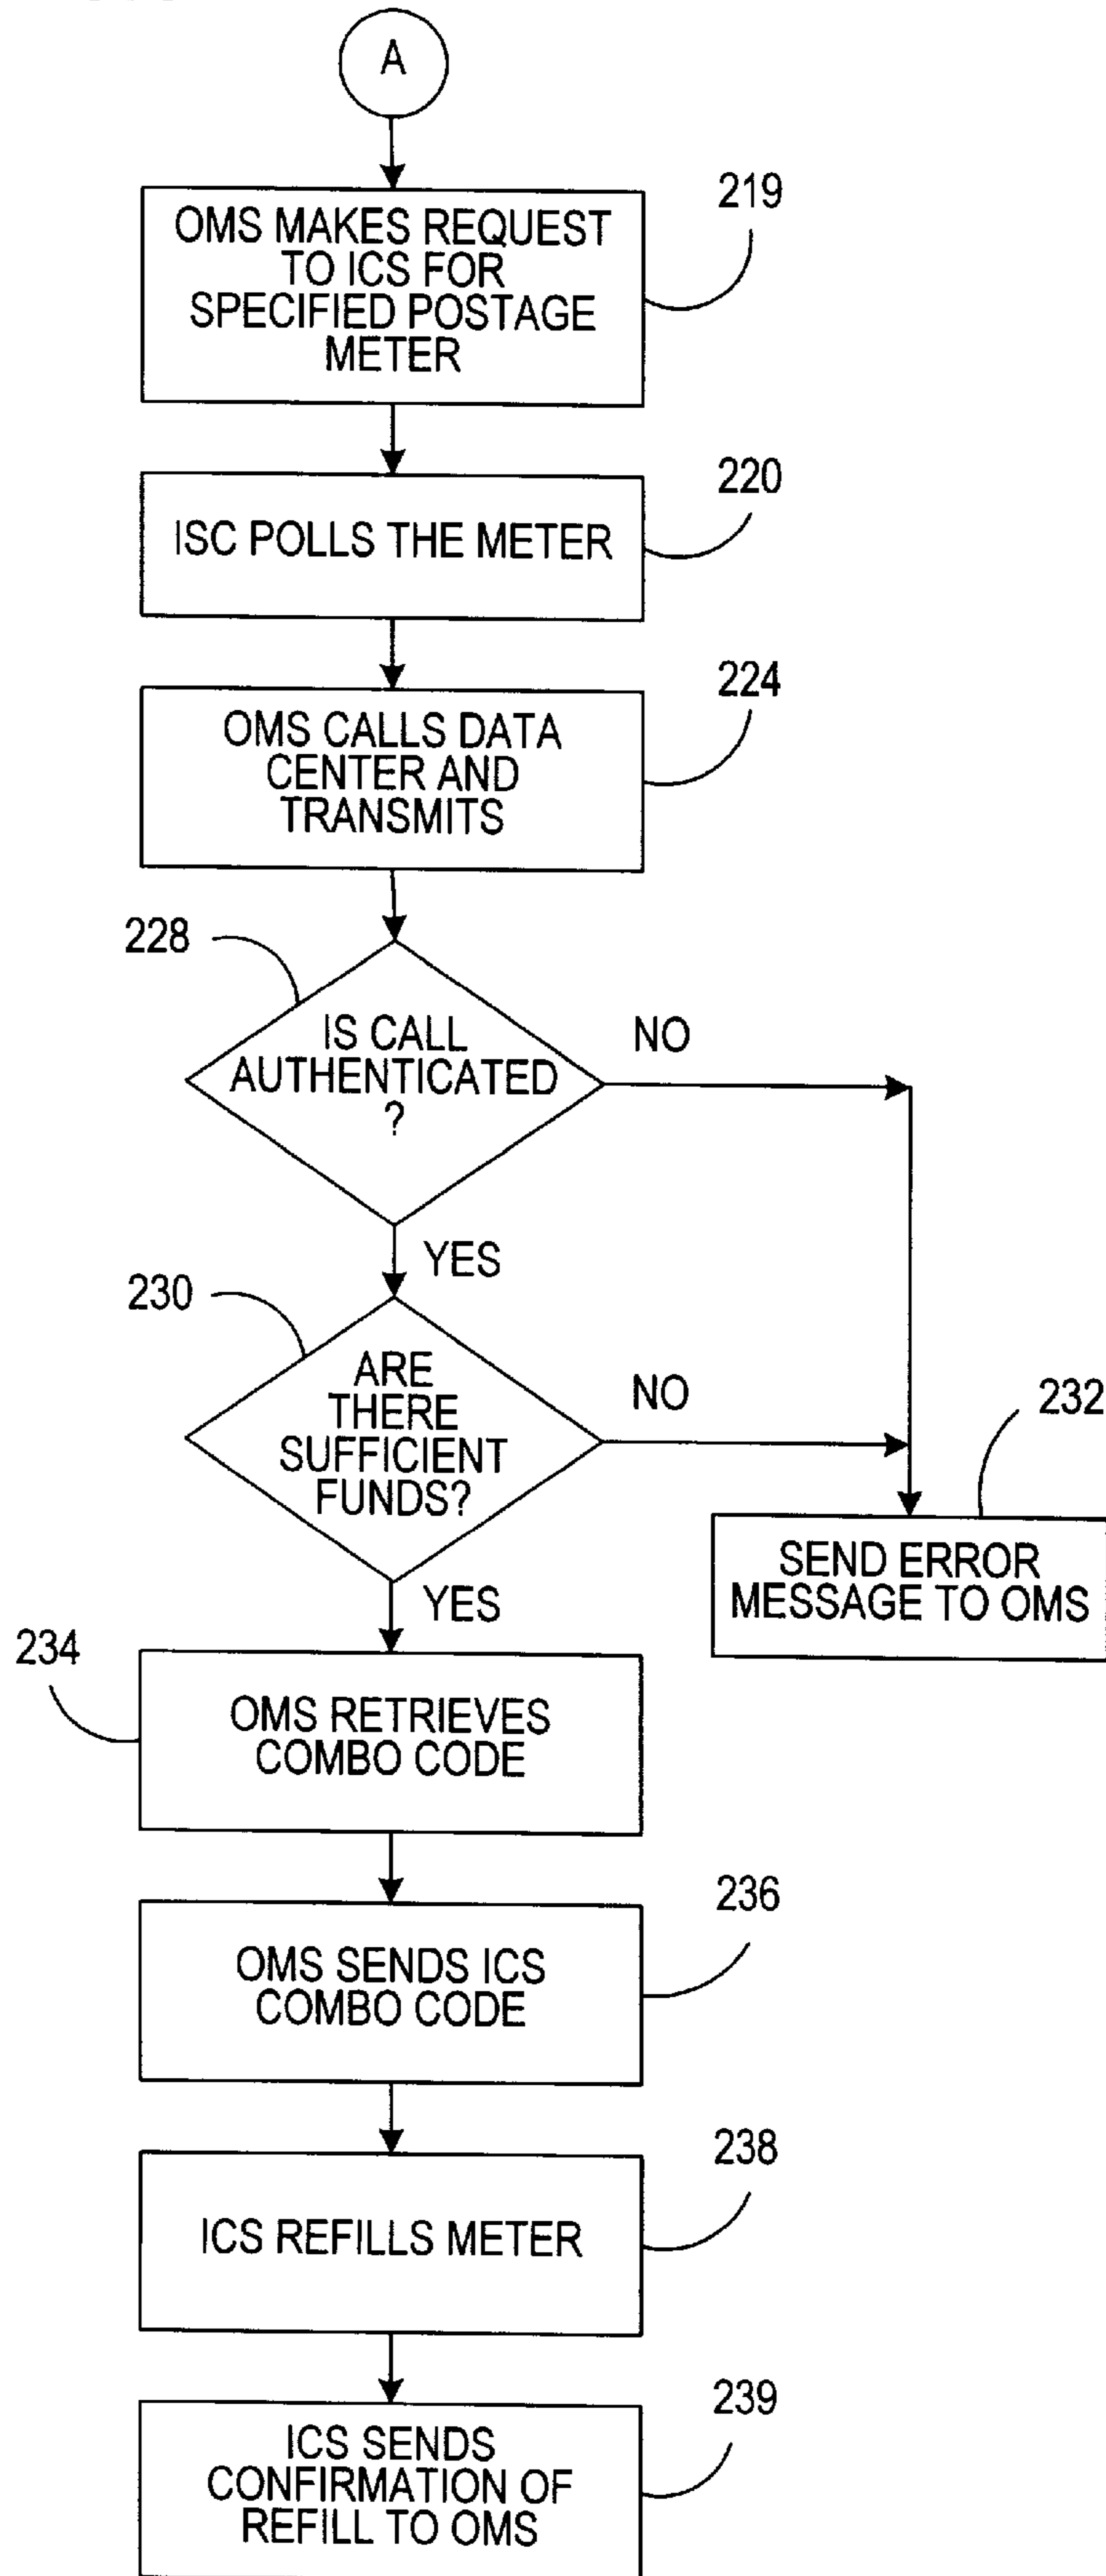 A
219
OMS MAKES REQUEST
TO ICS FOR
SPECIFIED POSTAGE
METER
220
ISC POLLS THE METER
224
OMS CALLS DATA
CENTER AND
TRANSMITS
228
IS CALL
AUTHENTICATED
?
NO
YES
230
ARE
THERE
SUFFICIENT
FUNDS?
NO
232
SEND ERROR
MESSAGE TO OMS
YES
234
OMS RETRIEVES
COMBO CODE
236
OMS SENDS ICS
COMBO CODE
238
ICS REFILLS METER
239
ICS SENDS
CONFIRMATION OF
REFILL TO OMS